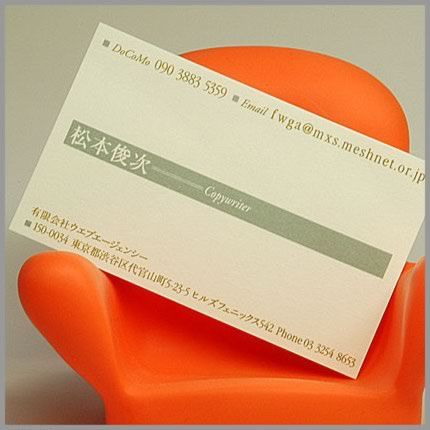 ■ DoCoMo 090 3883 5359 ■ Email fwga@mxs.meshnet.or.jp
松本俊次 Copywriter
有限会社ウエブエージェンシー
■ 150-0034 東京都渋谷区代官山町5-23-5 ヒルズフェニックス542 Phone 03 3254 8653